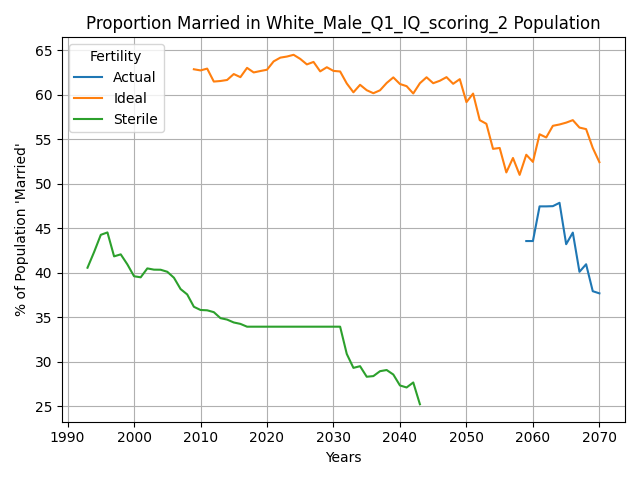 Proportion Married in White_Male_Q1_IQ_scoring_2 Population
% of Population 'Married'
65
60
55
50
45
40
35
30
25
Fertility
Actual
Ideal
Sterile
1990 2000 2010 2020 2030 2040 2050 2060 2070
Years